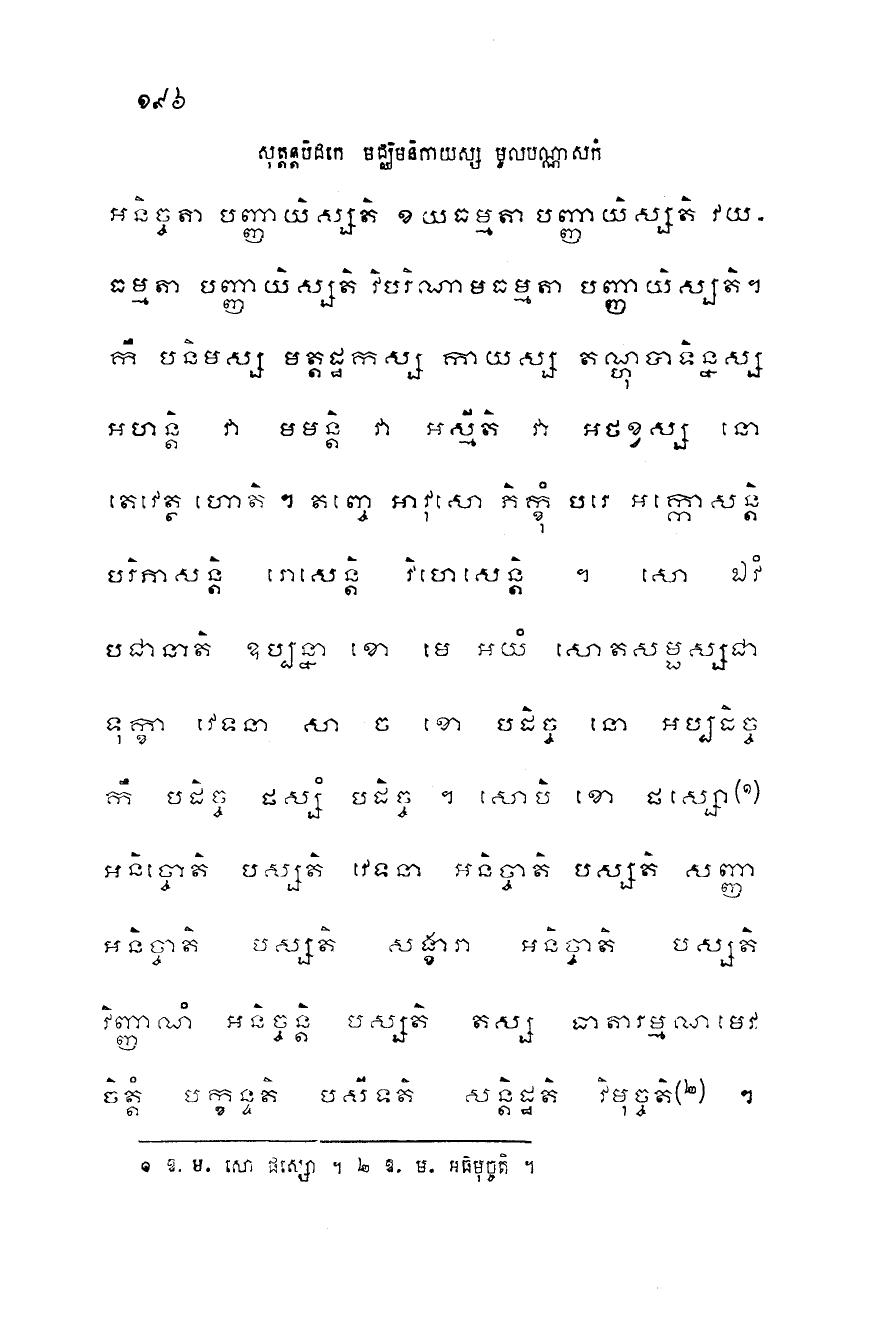 ១៩៦
សុត្តន្តបិដកេ មជ្ឈិមនិកាយស្ស មូលបណ្ណាសកំ
អនិច្ចតា បញ្ញាយិស្សតិ ខយធម្មតា បញ្ញាយិស្សតិ វយ-
ធម្មតា បញ្ញាយិស្សតិ វិបរិណាមធម្មតា បញ្ញាយិស្សតិ។
កឹ បនិមស្ស មត្តដ្ឋកស្ស កាយស្ស តណ្ហុបាទិន្នស្ស
អហន្តិ វា មមន្តិ វា អស្មីតិ វា អថខ្វស្ស នោ
តេវេត្ថ ហោតិ ។ តញ្ចេ អាវុសោ ភិក្ខុំ បរេ អក្កោសន្តិ
បរិភាសន្តិ រោសេន្តិ វិហេសេន្តិ ។ សោ ឯវំ
បជានាតិ ឧប្បន្នា ខោ មេ អយំ សោតសម្ផស្សជា
ទុក្ខា វេទនា សា ច ខោ បដិច្ច នោ អប្បដិច្ច
កឹ បដិច្ច ផស្សំ បដិច្ច ។ សោបិ ខោ ផស្សោ(១)
អនិច្ចោតិ បស្សតិ វេទនា អនិច្ចាតិ បស្សតិ សញ្ញា
អនិច្ចាតិ បស្សតិ សង្ខារា អនិច្ចាតិ បស្សតិ
វិញ្ញាណំ អនិច្ចន្តិ បស្សតិ តស្ស ធាតារម្មណមេវ
ចិត្តំ បក្ខន្ទតិ បសីទតិ សន្តិដ្ឋតិ វិមុច្ចតិ(២) ។
១ ឱ. ម. សោ ផស្សោ ។ ២ ឱ. ម. អធិមុច្ចតិ ។